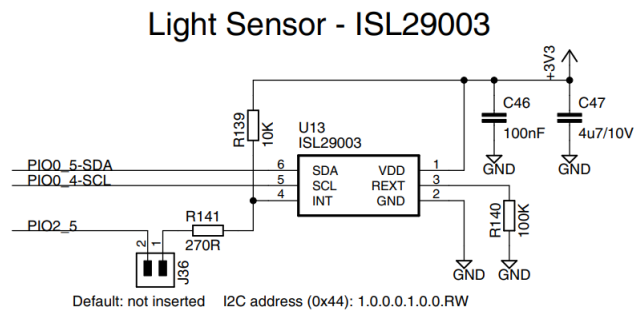 Light Sensor - ISL29003
+3V3
R139
10K
U13
ISL29003
C46
100nF
C47
4u7/10V
GND
GND
PIO0_5-SDA
PIO0_4-SCL
6
5
4
SDA
SCL
INT
VDD
REXT
GND
1
3
2
PIO2_5
R141
270R
2
1
J36
R140
100K
GND
GND
Default: not inserted
I2C address (0x44): 1.0.0.0.1.0.0.RW